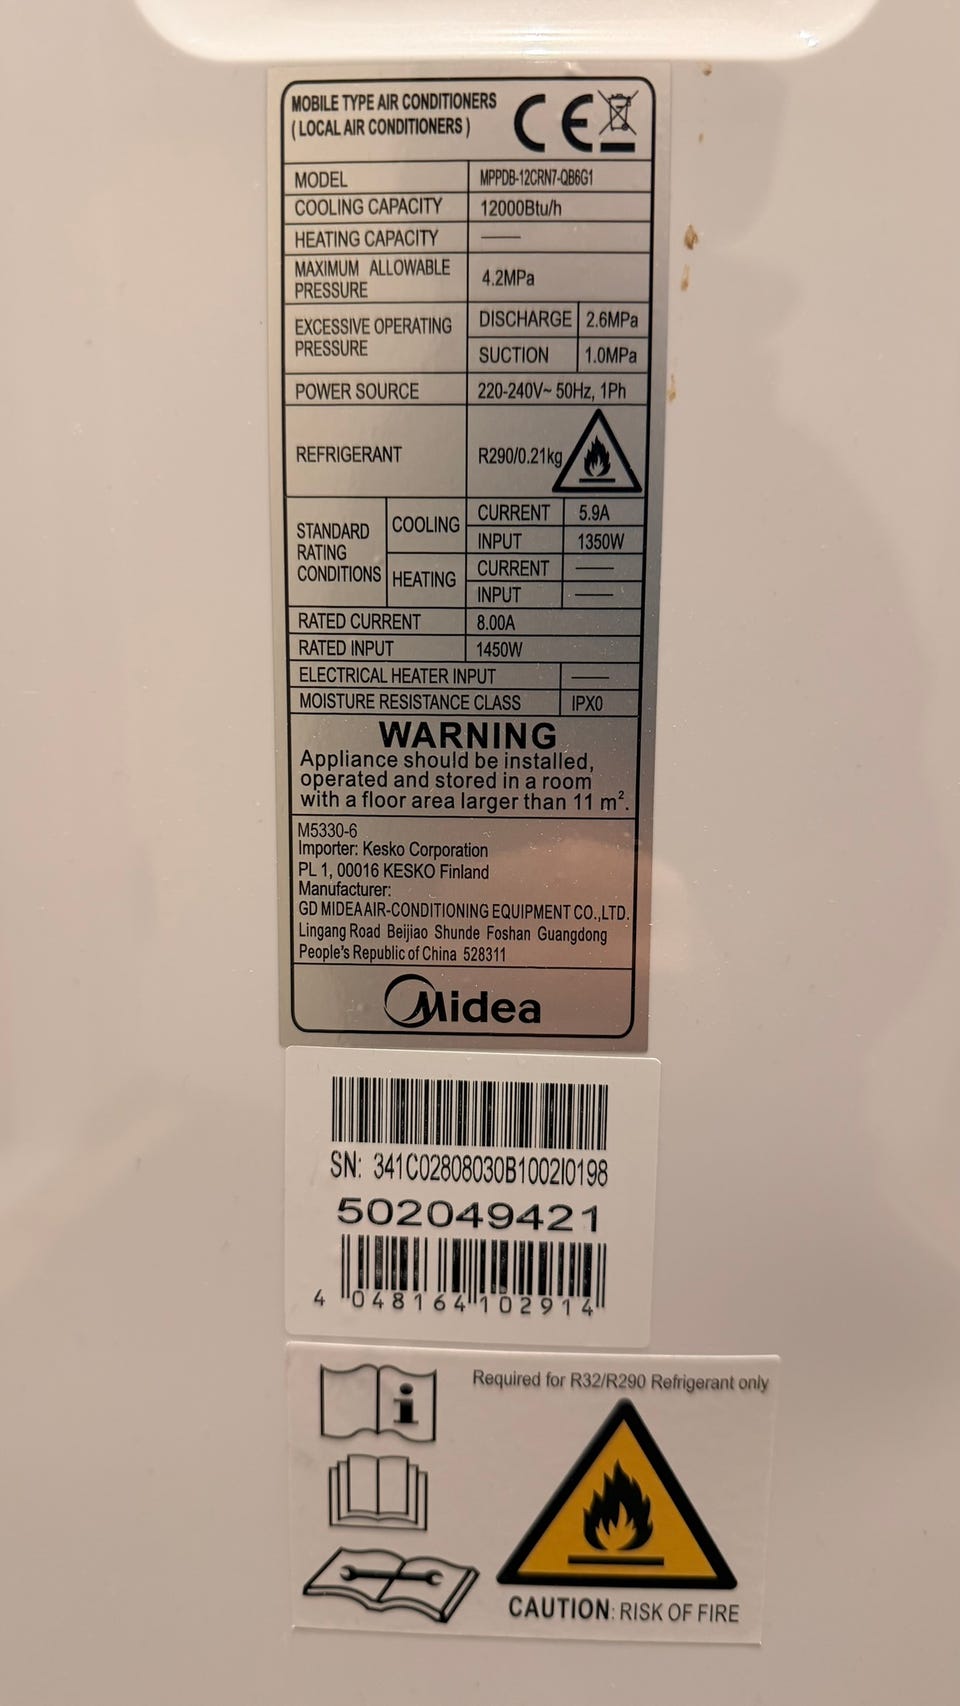 MOBILE TYPE AIR CONDITIONERS
( LOCAL AIR CONDITIONERS )
CE
MODEL MPPDB-12CRN7-QB6G1
COOLING CAPACITY 12000Btu/h
HEATING CAPACITY ——
MAXIMUM ALLOWABLE
PRESSURE 4.2MPa
EXCESSIVE OPERATING
PRESSURE
DISCHARGE 2.6MPa
SUCTION 1.0MPa
POWER SOURCE 220-240V~ 50Hz, 1Ph
REFRIGERANT R290/0.21kg
STANDARD
RATING
CONDITIONS
COOLING
CURRENT 5.9A
INPUT 1350W
HEATING
CURRENT ——
INPUT ——
RATED CURRENT 8.00A
RATED INPUT 1450W
ELECTRICAL HEATER INPUT ——
MOISTURE RESISTANCE CLASS IPX0
WARNING
Appliance should be installed,
operated and stored in a room
with a floor area larger than 11 m².
M5330-6
Importer: Kesko Corporation
PL 1, 00016 KESKO Finland
Manufacturer:
GD MIDEA AIR-CONDITIONING EQUIPMENT CO.,LTD.
Lingang Road Beijiao Shunde Foshan Guangdong
People's Republic of China 528311
Midea
SN: 341C02808030B1002I0198
502049421
4 048164 102914
Required for R32/R290 Refrigerant only
CAUTION: RISK OF FIRE